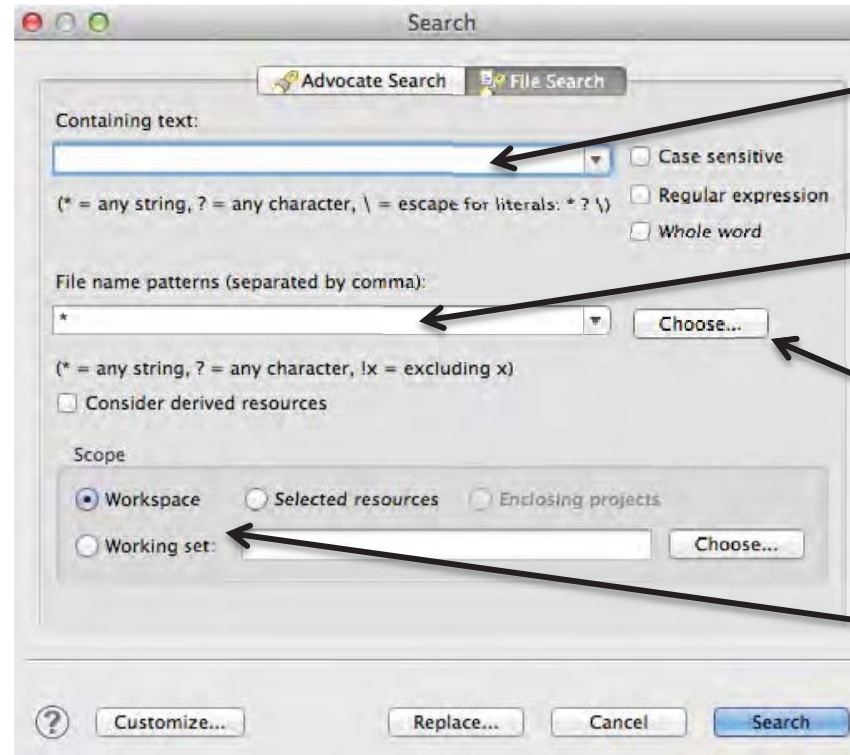 Search
Advocate Search File Search
Containing text:
Case sensitive
(* = any string, ? = any character, \ = escape for literals: * ? \) Regular expression
Whole word
File name patterns (separated by comma):
* Choose...
(* = any string, ? = any character, !x = excluding x)
Consider derived resources
Scope
Workspace Selected resources Enclosing projects
Working set: Choose...
? Customize... Replace... Cancel Search